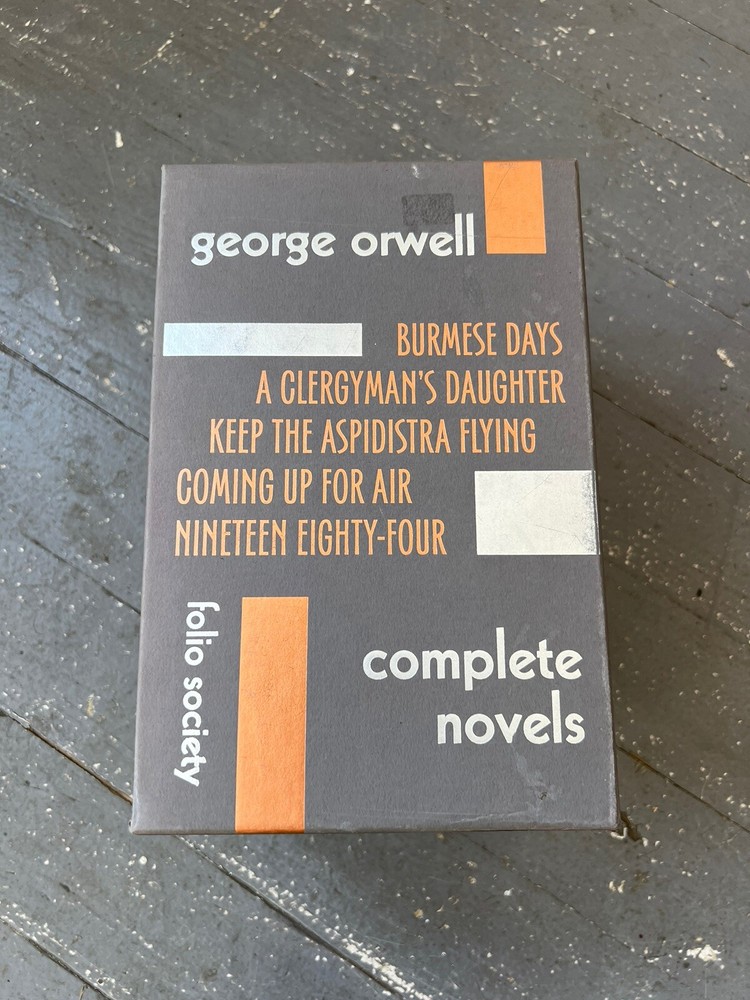 george orwell
BURMESE DAYS
A CLERGYMAN'S DAUGHTER
KEEP THE ASPIDISTRA FLYING
COMING UP FOR AIR
NINETEEN EIGHTY-FOUR
folio society
complete
novels